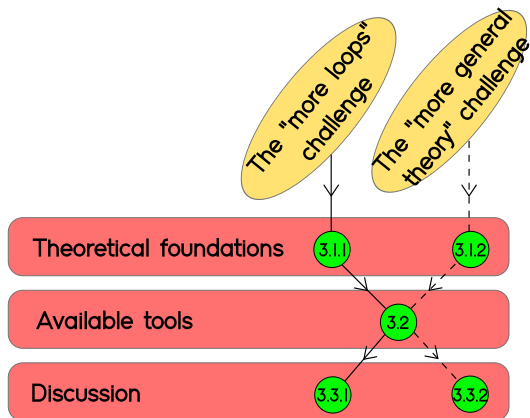 The "more loops"
challenge
The "more general
theory" challenge
Theoretical foundations
3.1.1
3.1.2
Available tools
3.2
Discussion
3.3.1
3.3.2